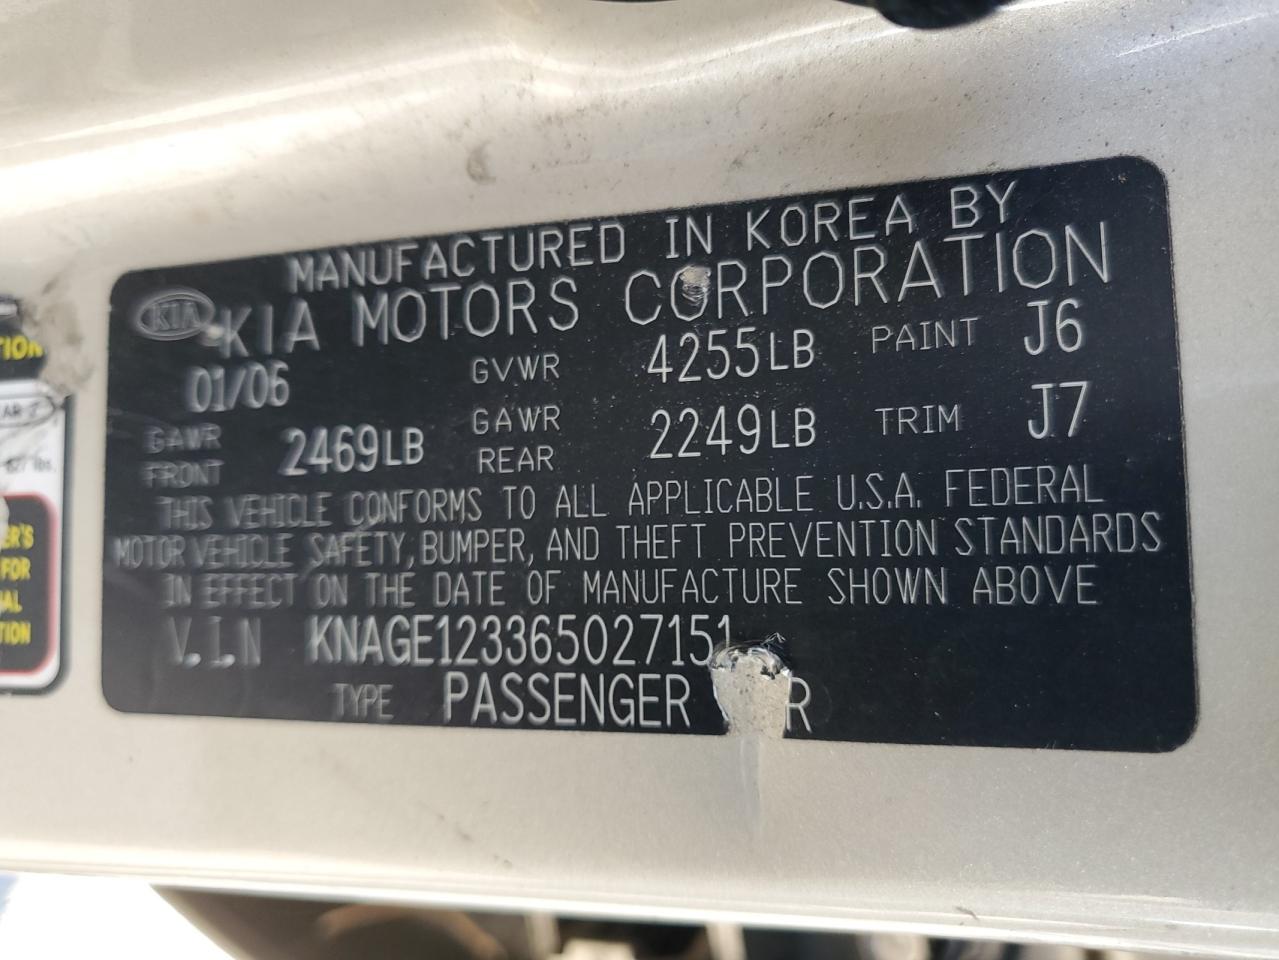 MANUFACTURED IN KOREA BY
KIA
KIA MOTORS CORPORATION
01/06 GVWR 4255LB PAINT J6
GAWR FRONT 2469LB GAWR REAR 2249LB TRIM J7
THIS VEHICLE CONFORMS TO ALL APPLICABLE U.S.A. FEDERAL
MOTOR VEHICLE SAFETY, BUMPER, AND THEFT PREVENTION STANDARDS
IN EFFECT ON THE DATE OF MANUFACTURE SHOWN ABOVE
V.I.N KNAGE123365027151
TYPE PASSENGER